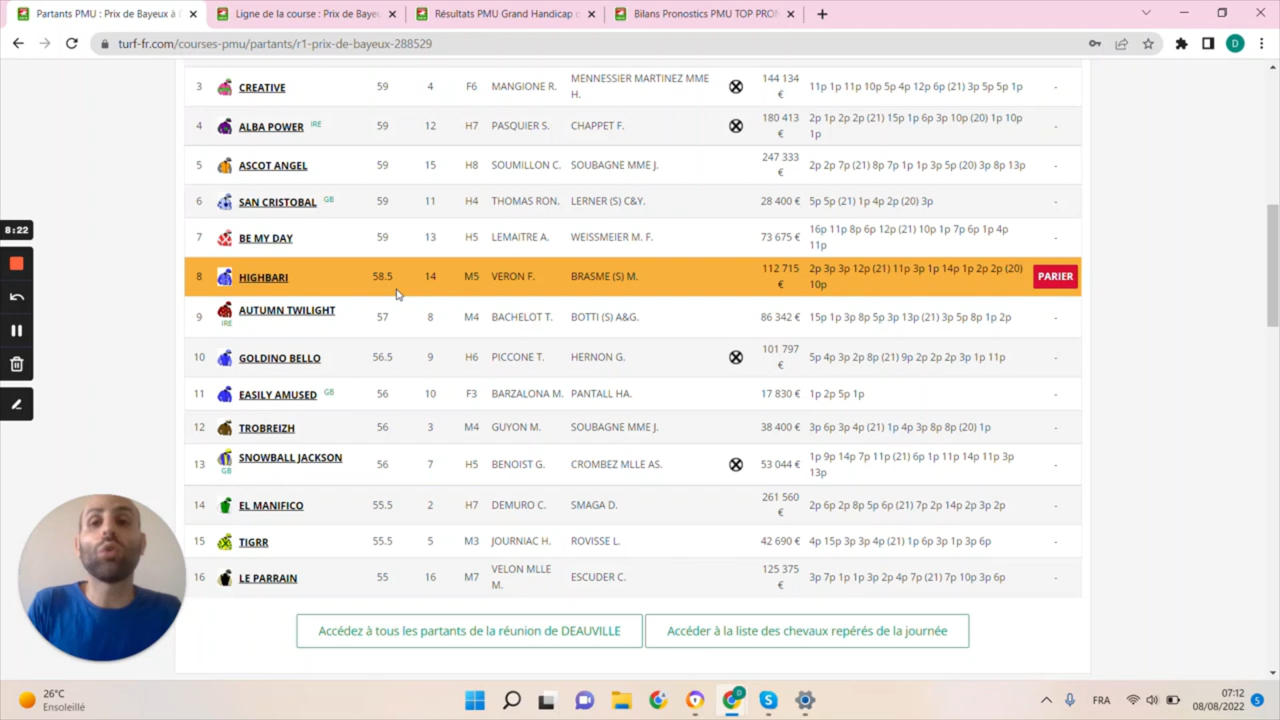 Partants PMU : Prix de Bayeux à D
Ligne de la course : Prix de Baye
Résultats PMU Grand Handicap
Bilans Pronostics PMU TOP PRO
turf-fr.com/courses-pmu/partants/r1-prix-de-bayeux-288529
D
3 CREATIVE 59 4 F6 MANGIONE R. MENNESSIER MARTINEZ MME H. 144 134 € 11p 1p 11p 10p 5p 4p 12p 6p (21) 3p 5p 5p 1p -
4 ALBA POWER IRE 59 12 H7 PASQUIER S. CHAPPET F. 180 413 € 2p 1p 2p 2p (21) 15p 1p 6p 3p 10p (20) 1p 10p 1p -
5 ASCOT ANGEL 59 15 H8 SOUMILLON C. SOUBAGNE MME J. 247 333 € 2p 2p 7p (21) 8p 7p 1p 1p 3p 5p (20) 3p 8p 13p -
6 SAN CRISTOBAL GB 59 11 H4 THOMAS RON. LERNER (S) C&Y. 28 400 € 5p 5p (21) 1p 4p 2p (20) 3p -
7 BE MY DAY 59 13 H5 LEMAITRE A. WEISSMEIER M. F. 73 675 € 16p 11p 8p 6p 12p (21) 10p 1p 7p 6p 1p 4p 11p -
8 HIGHBARI 58.5 14 M5 VERON F. BRASME (S) M. 112 715 € 2p 3p 3p 12p (21) 11p 3p 1p 14p 1p 2p 2p (20) 10p PARIER
9 AUTUMN TWILIGHT IRE 57 8 M4 BACHELOT T. BOTTI (S) A&G. 86 342 € 15p 1p 3p 8p 5p 3p 13p (21) 3p 5p 8p 1p 2p -
10 GOLDINO BELLO 56.5 9 H6 PICCONE T. HERNON G. 101 797 € 5p 4p 3p 2p 8p (21) 9p 2p 2p 2p 3p 1p 11p -
11 EASILY AMUSED GB 56 10 F3 BARZALONA M. PANTALL HA. 17 830 € 1p 2p 5p 1p -
12 TROBREIZH 56 3 M4 GUYON M. SOUBAGNE MME J. 38 400 € 3p 6p 3p 4p (21) 1p 4p 3p 8p 8p (20) 1p -
13 SNOWBALL JACKSON GB 56 7 H5 BENOIST G. CROMBEZ MLLE AS. 53 044 € 1p 9p 14p 7p 11p (21) 6p 1p 11p 14p 11p 3p 13p -
14 EL MANIFICO 55.5 2 H7 DEMURO C. SMAGA D. 261 560 € 2p 6p 2p 8p 5p 6p (21) 7p 2p 14p 2p 3p 2p -
15 TIGRR 55.5 5 M3 JOURNIAC H. ROVISSE L. 42 690 € 4p 15p 3p 3p 4p (21) 1p 6p 3p 1p 3p 6p -
16 LE PARRAIN 55 16 M7 VELON MLLE M. ESCUDER C. 125 375 € 3p 7p 1p 1p 3p 2p 4p 7p (21) 7p 10p 3p 6p -
8:22
Accédez à tous les partants de la réunion de DEAUVILLE
Accéder à la liste des chevaux repérés de la journée
26°C
Ensoleillé
D
FRA
07:12
08/08/2022
5